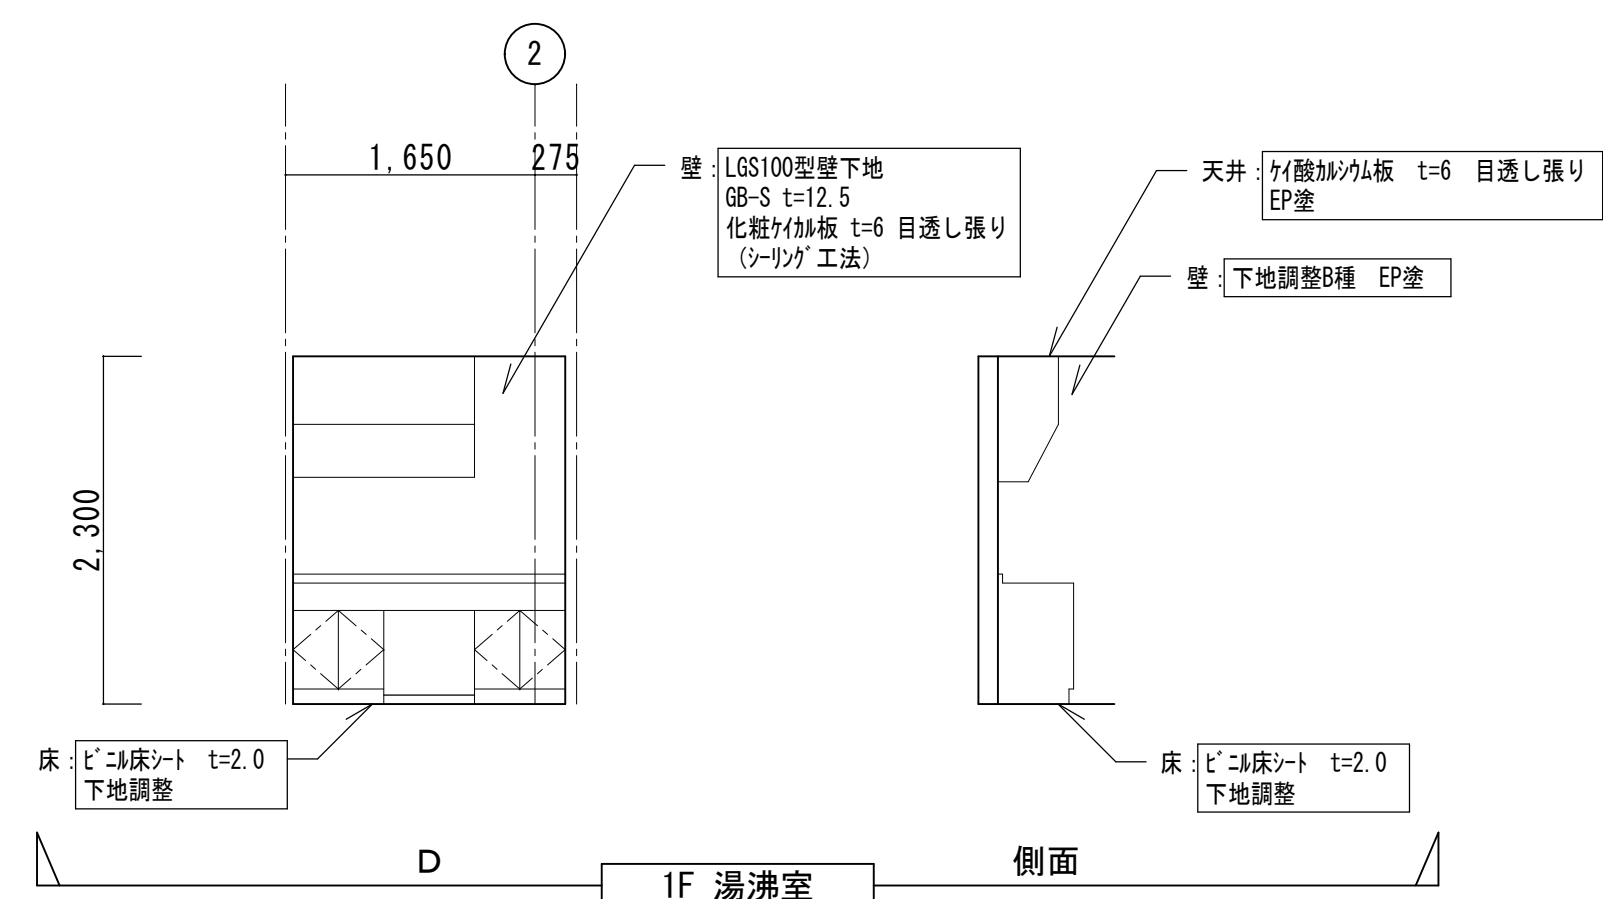 2
1,650
275
壁:
LGS100型壁下地
GB-S t=12.5
化粧ケイカル板 t=6 目透し張り
(シーリング工法)
天井:
ケイ酸カルシウム板 t=6 目透し張り
EP塗
壁:
下地調整B種 EP塗
2,300
床:
ビニル床シート t=2.0
下地調整
床:
ビニル床シート t=2.0
下地調整
D
側面
1F 湯沸室